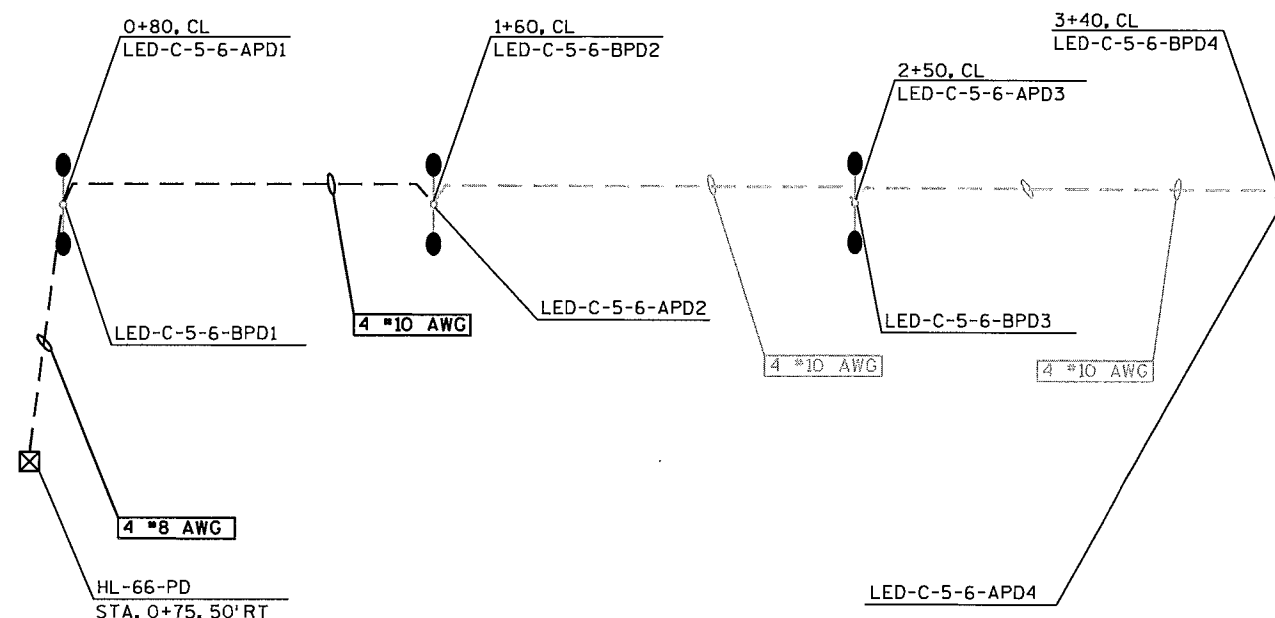 0+80, CL
LED-C-5-6-APD1
1+60, CL
LED-C-5-6-BPD2
3+40, CL
LED-C-5-6-BPD4
2+50, CL
LED-C-5-6-APD3
LED-C-5-6-BPD1
4 #10 AWG
LED-C-5-6-APD2
LED-C-5-6-BPD3
4 #10 AWG
4 #10 AWG
4 #8 AWG
HL-66-PD
STA. 0+75, 50' RT
LED-C-5-6-APD4